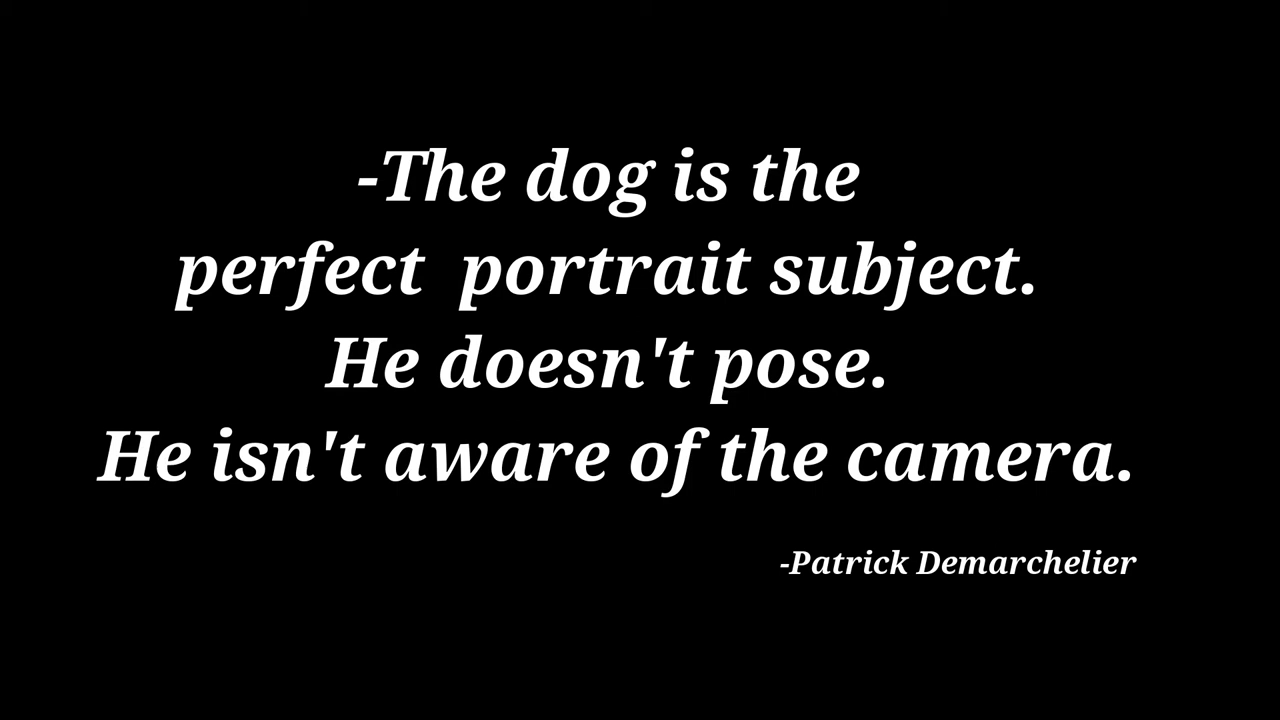 -The dog is the
perfect  portrait subject.
He doesn't pose.
He isn't aware of the camera.
-Patrick Demarchelier